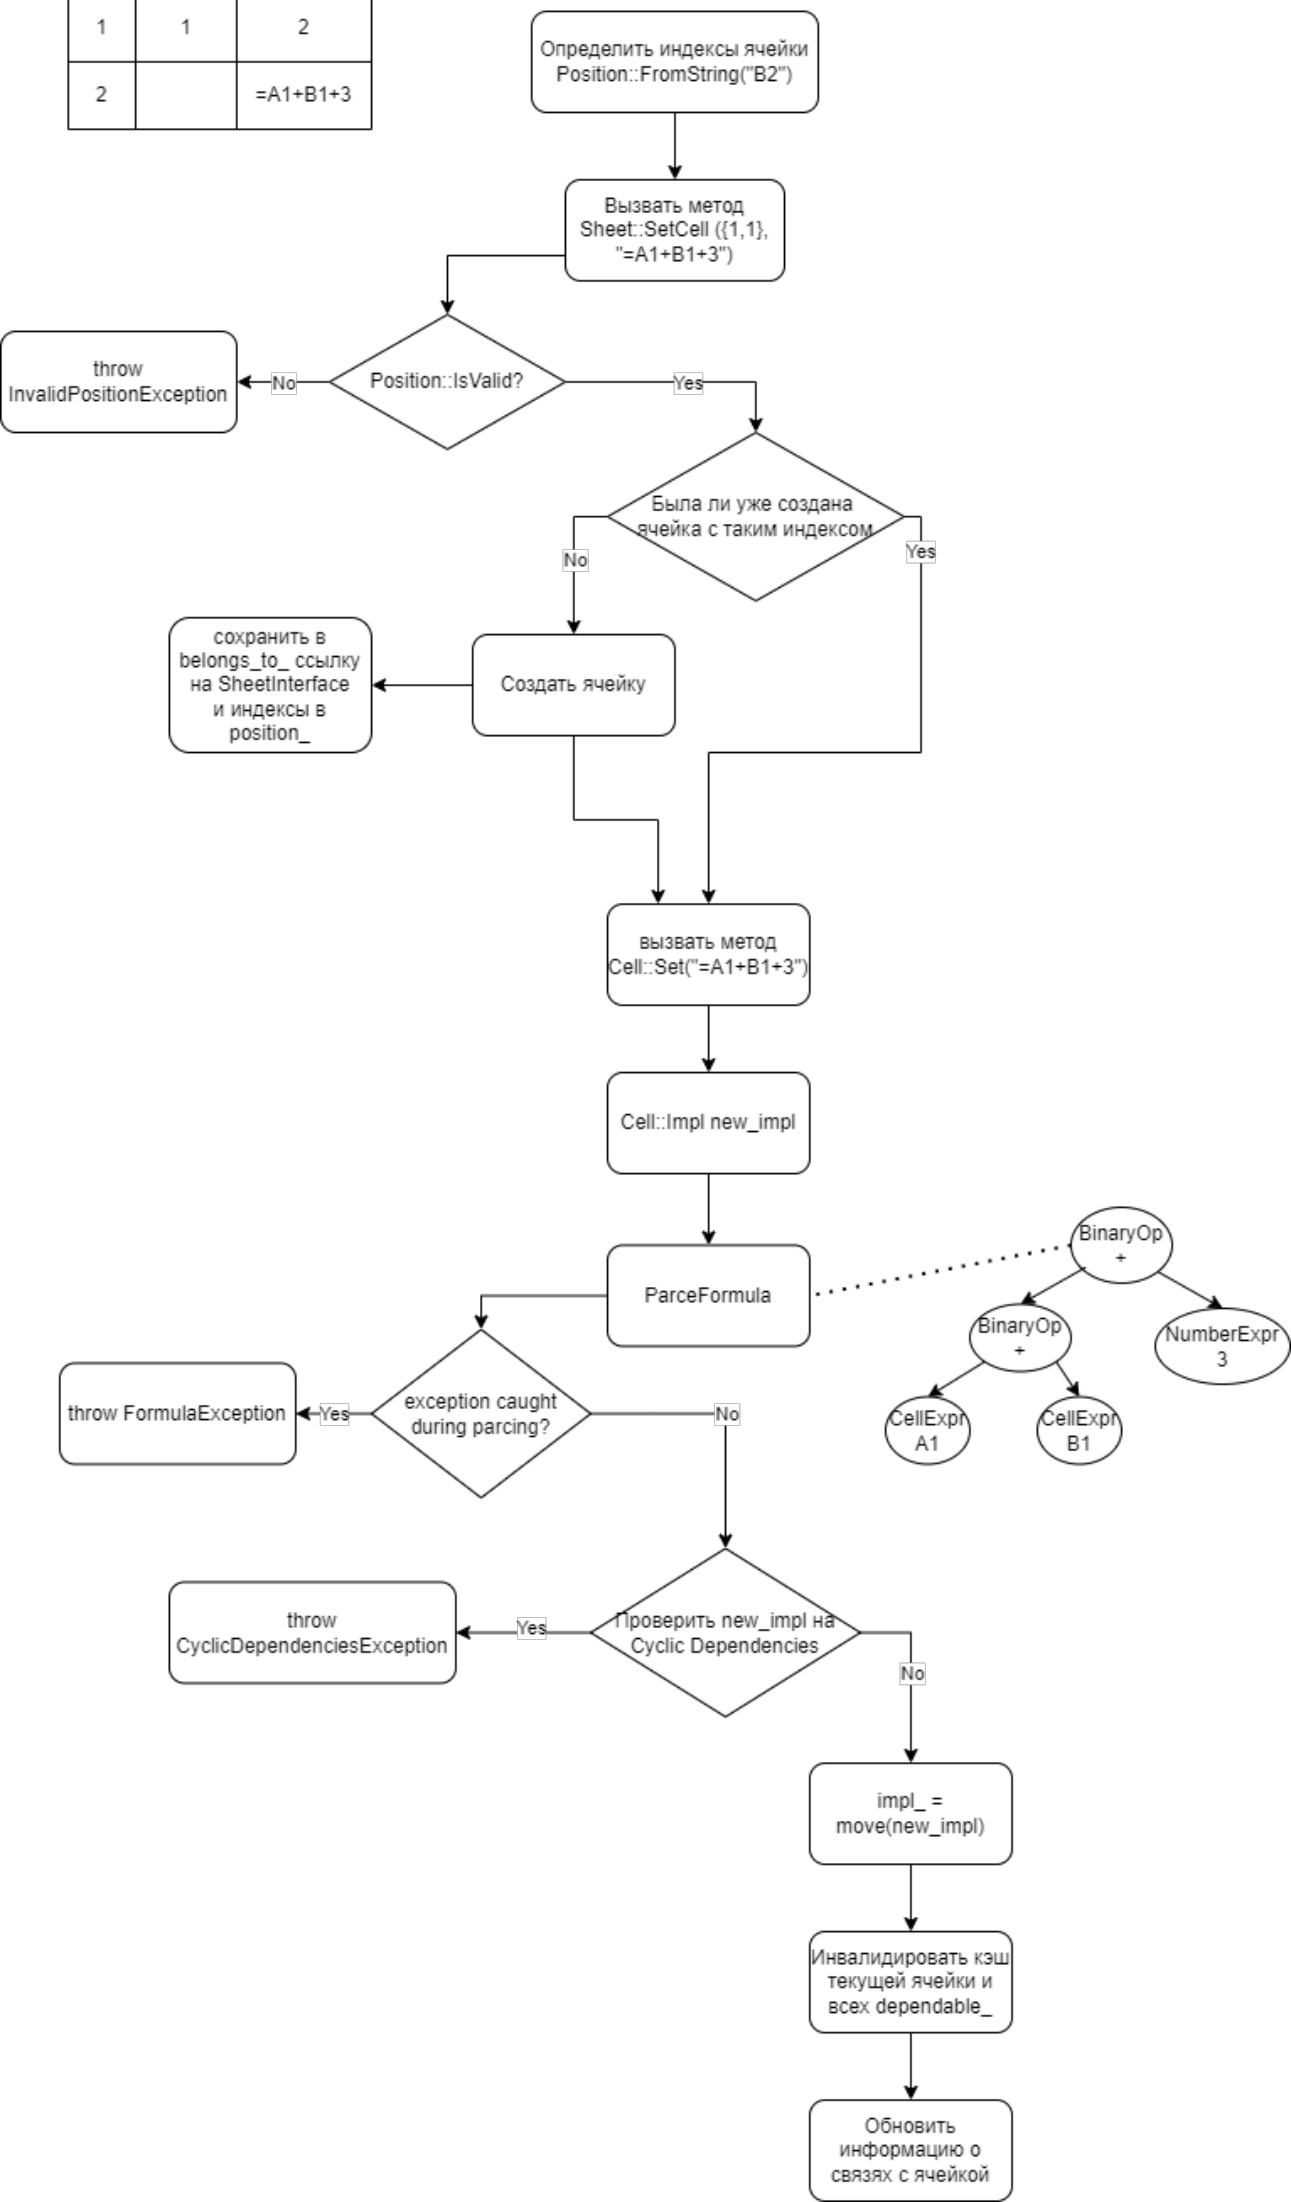 1 1 2
2 =A1+B1+3
Определить индексы ячейки
Position::FromString("B2")
Вызвать метод
Sheet::SetCell ({1,1},
"=A1+B1+3")
Position::IsValid?
No
throw
InvalidPositionException
Yes
Была ли уже создана
ячейка с таким индексом
No
Yes
Создать ячейку
сохранить в
belongs_to_ ссылку
на SheetInterface
и индексы в
position_
вызвать метод
Cell::Set("=A1+B1+3")
Cell::Impl new_impl
ParceFormula
BinaryOp
+
BinaryOp
+
NumberExpr
3
CellExpr
A1
CellExpr
B1
exception caught
during parcing?
Yes
throw FormulaException
No
Проверить new_impl на
Cyclic Dependencies
Yes
throw
CyclicDependenciesException
No
impl_ =
move(new_impl)
Инвалидировать кэш
текущей ячейки и
всех dependable_
Обновить
информацию о
связях с ячейкой